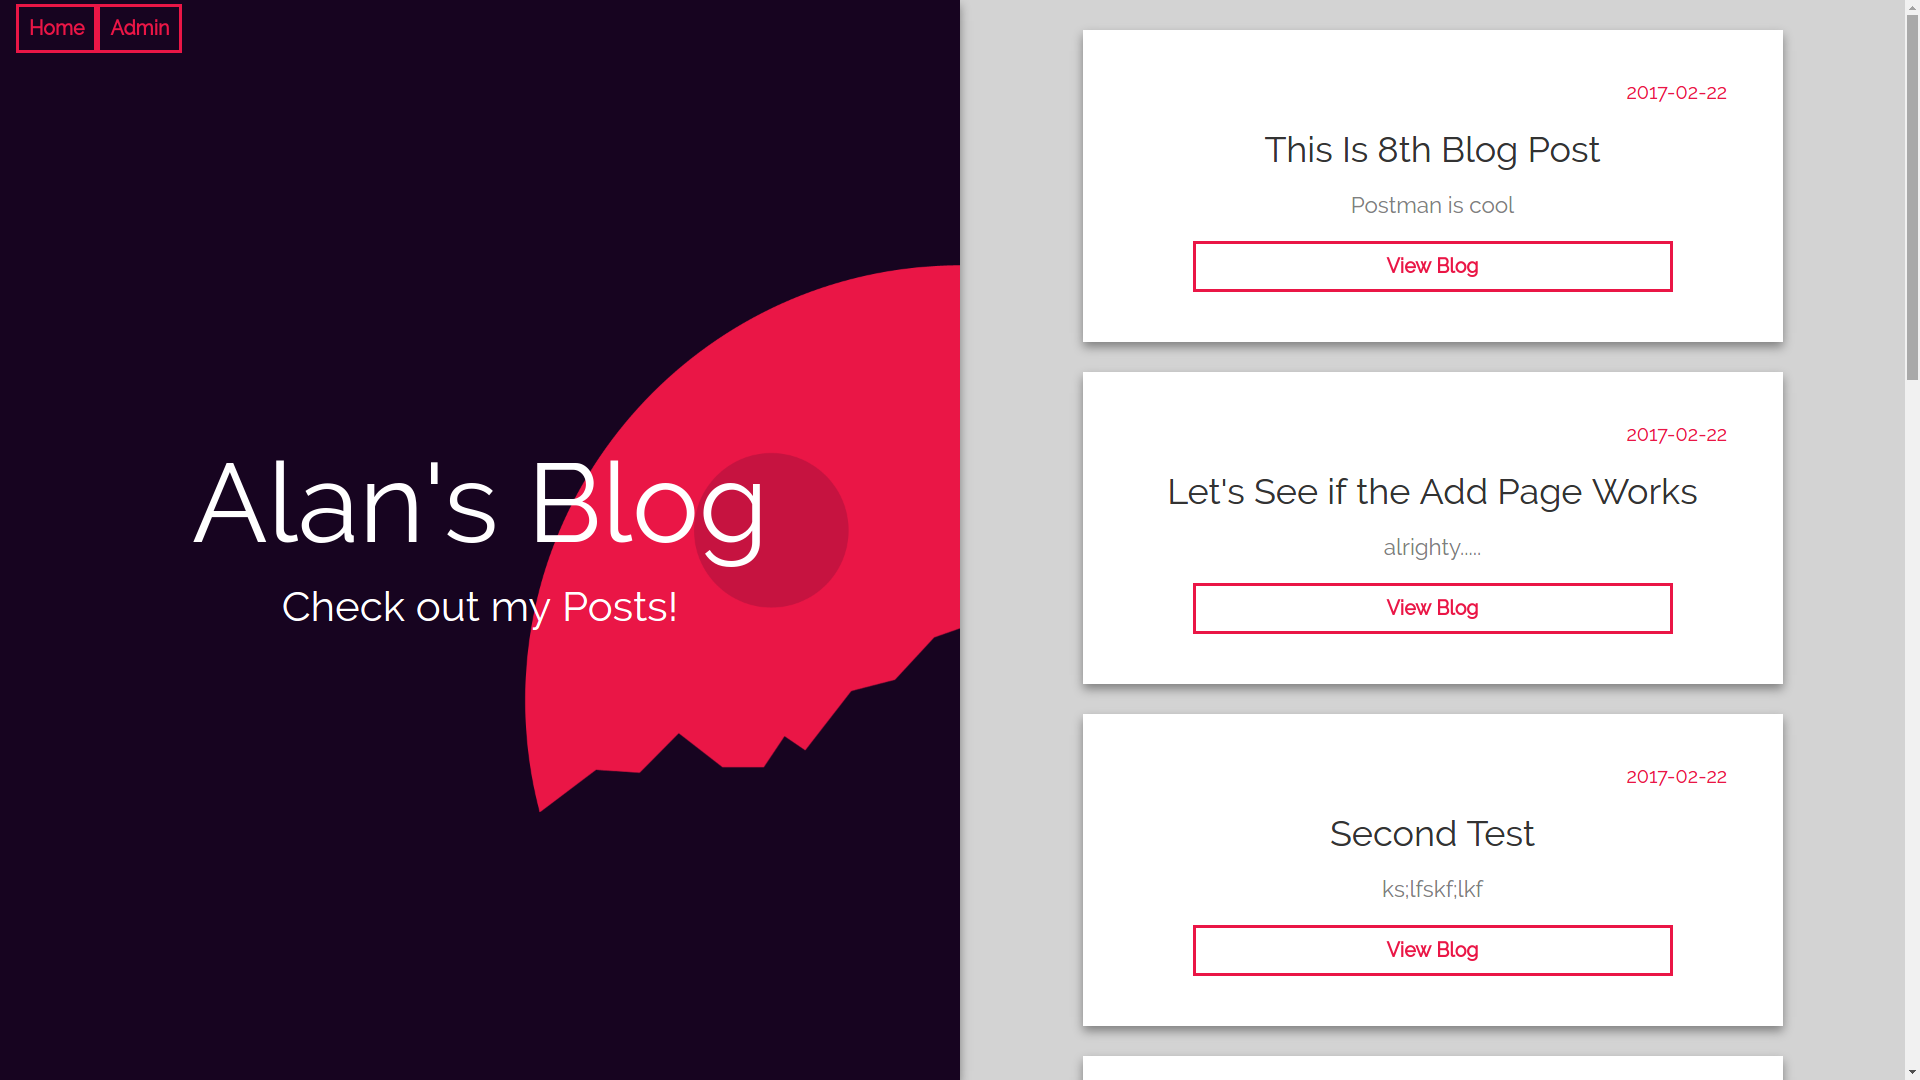 Home
Admin
Alan's Blog
Check out my Posts!
2017-02-22
This Is 8th Blog Post
Postman is cool
View Blog
2017-02-22
Let's See if the Add Page Works
alrighty.....
View Blog
2017-02-22
Second Test
ks;lfskf;lkf
View Blog